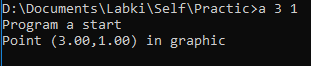 D:\Documents\Labki\Self\Practic>a 3 1
Program a start
Point (3.00,1.00) in graphic